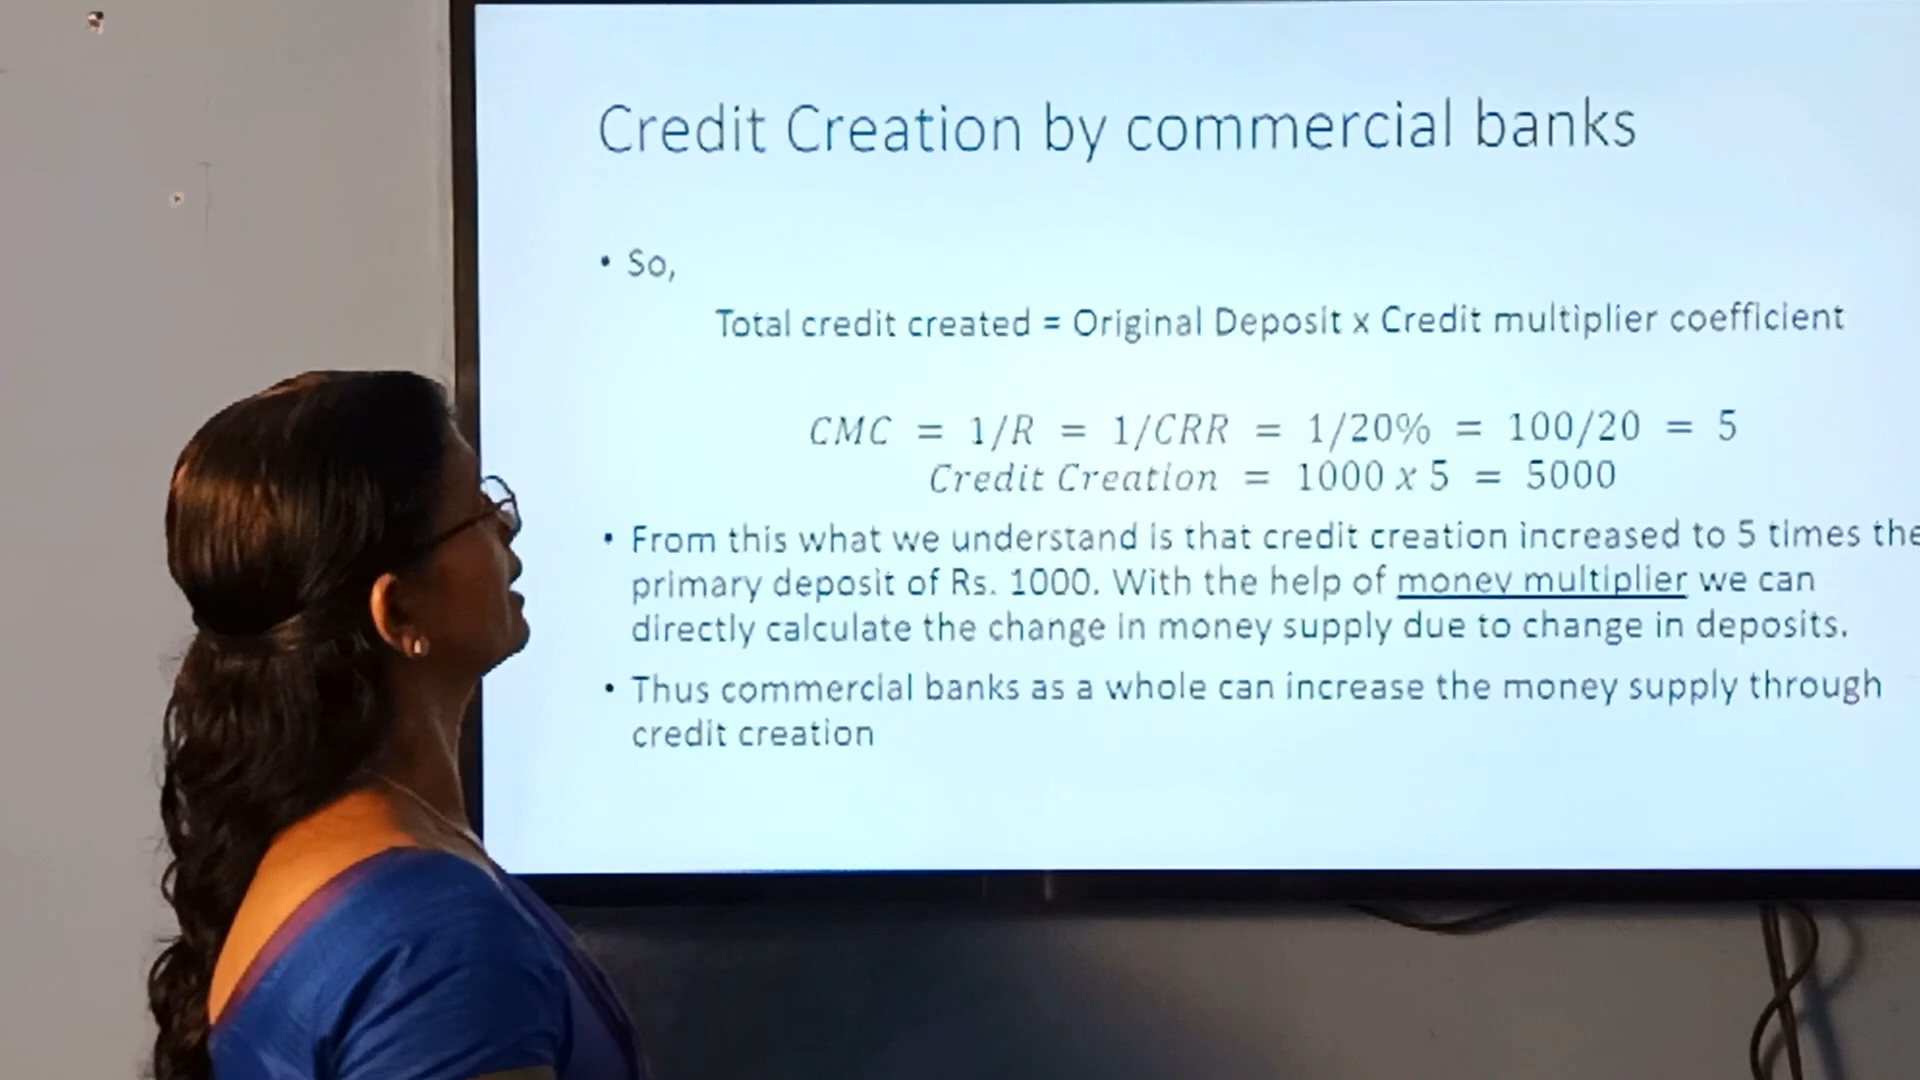 Credit Creation by commercial banks
• So,
Total credit created = Original Deposit x Credit multiplier coefficient
CMC = 1/R = 1/CRR = 1/20% = 100/20 = 5
Credit Creation = 1000 x 5 = 5000
• From this what we understand is that credit creation increased to 5 times the
primary deposit of Rs. 1000. With the help of money multiplier we can
directly calculate the change in money supply due to change in deposits.
• Thus commercial banks as a whole can increase the money supply through
credit creation